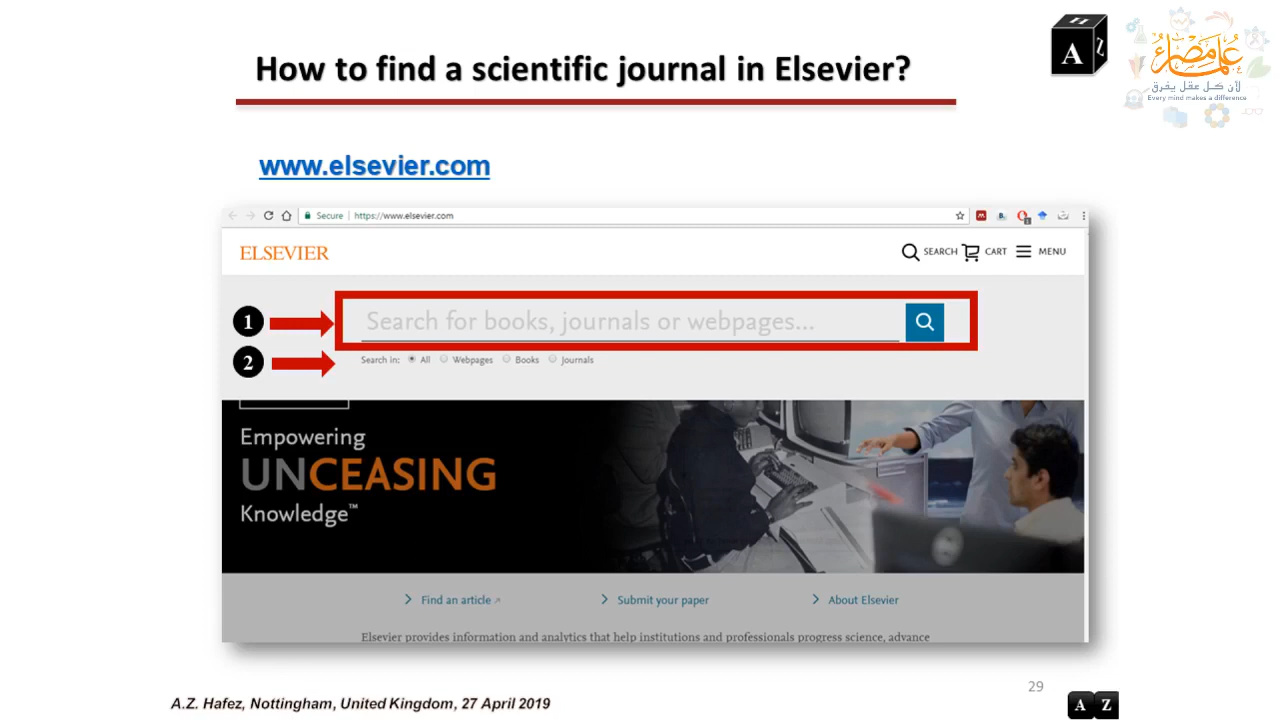 How to find a scientific journal in Elsevier?
H
A
Z
علماء مصر
لأن كل عقل يفرق
Every mind makes a difference
www.elsevier.com
Secure | https://www.elsevier.com
ELSEVIER
SEARCH CART MENU
1
Search for books, journals or webpages...
2
Search in: All Webpages Books Journals
Empowering
UNCEASING
Knowledge™
Find an article
Submit your paper
About Elsevier
Elsevier provides information and analytics that help institutions and professionals progress science, advance
29
A.Z. Hafez, Nottingham, United Kingdom, 27 April 2019
A Z